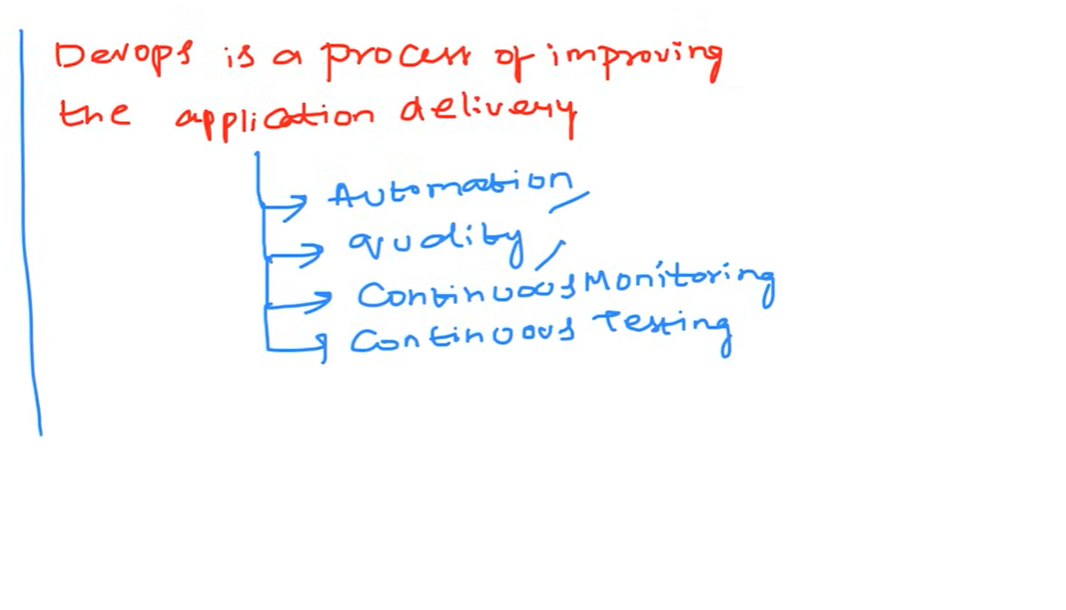 Devops is a process of improving
the application delivery
Automation
quality
Continuous Monitoring
Continuous Testing